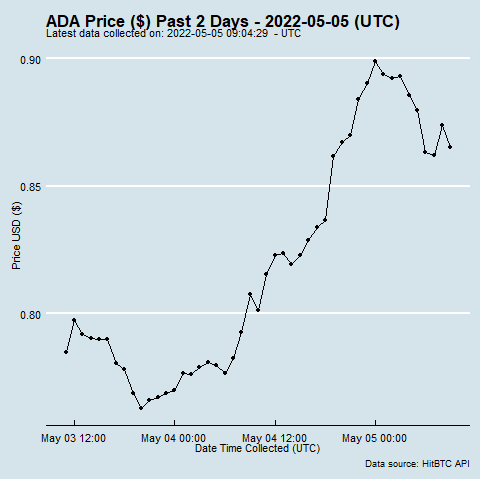 ADA Price ($) Past 2 Days - 2022-05-05 (UTC)
Latest data collected on: 2022-05-05 09:04:29 - UTC
0.90
0.85
0.80
Price USD ($)
May 03 12:00
May 04 00:00
May 04 12:00
May 05 00:00
Date Time Collected (UTC)
Data source: HitBTC API